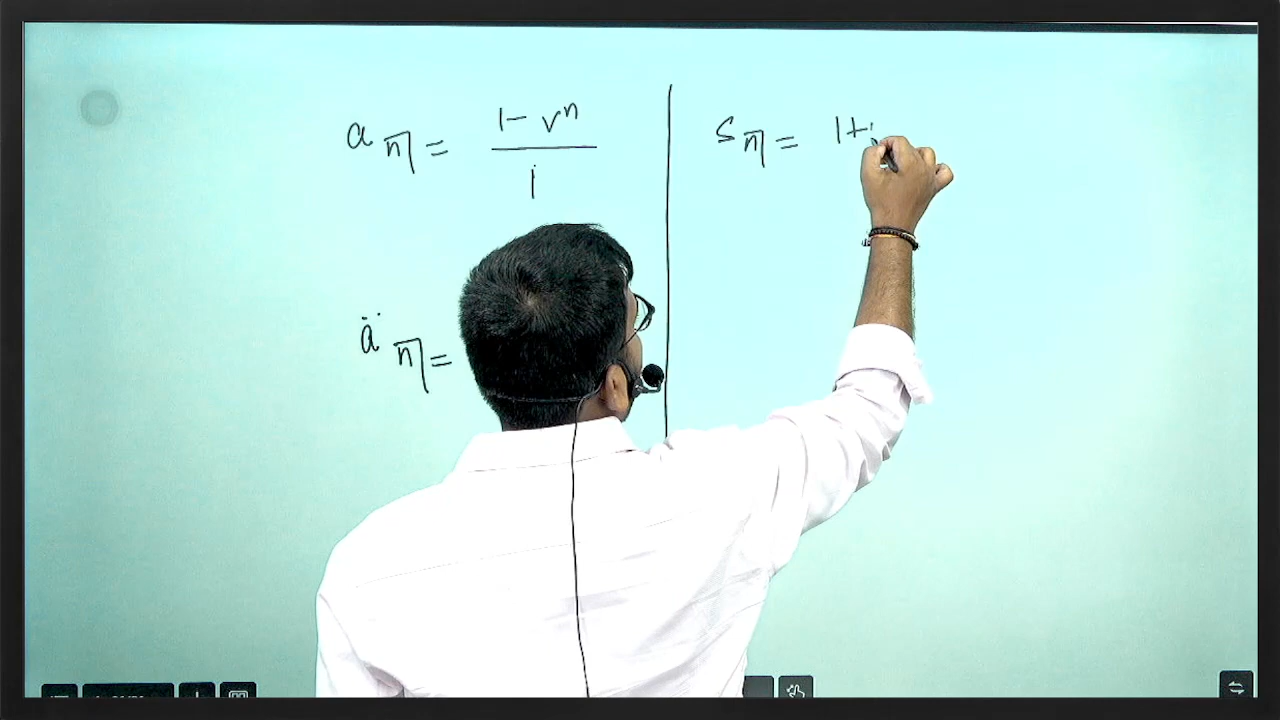 a n̅| = 1 - vⁿ / i
s n̅| = 1+i
ä n̅| =